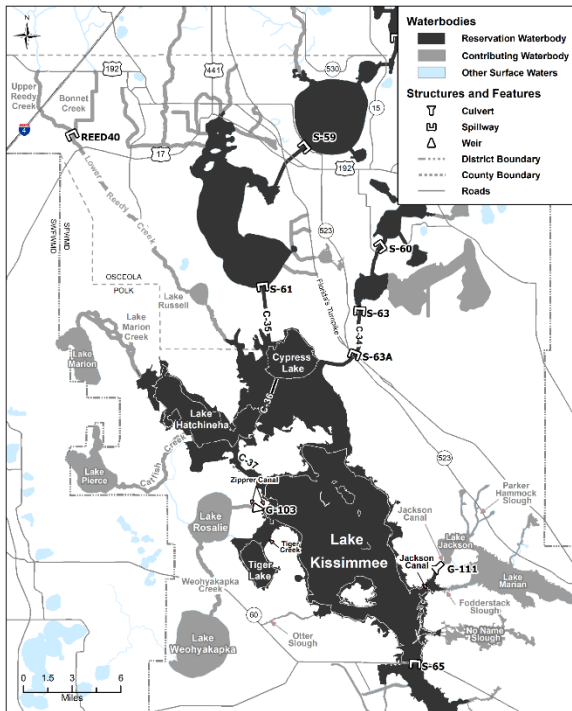 N
Waterbodies
Reservation Waterbody
Contributing Waterbody
Other Surface Waters
Structures and Features
Culvert
Spillway
Weir
District Boundary
County Boundary
Roads
192
441
530
Upper
Reedy
Creek
Bonnet
Creek
15
4
REED40
S-59
17
192
Lower Reedy Creek
523
S-60
SWFWMD
SFWMD
OSCEOLA
POLK
S-61
Florida's Turnpike
Lake
Russell
C-35
S-63
C-34
Lake
Marion
Creek
S-63A
Lake
Marion
Cypress
Lake
C-36
Lake
Hatchineha
Catfish Creek
Lake
Pierce
C-37
523
Zipprer Canal
G-103
Parker
Hammock
Slough
Jackson
Canal
Lake
Rosalie
Lake
Jackson
Lake
Kissimmee
Tiger
Creek
Jackson
Canal
G-111
Tiger
Lake
Lake
Marian
Weohyakapka
Creek
Fodderstack
Slough
60
Otter
Slough
No Name
Slough
Lake
Weohyakapka
S-65
0 1.5 3 6
Miles